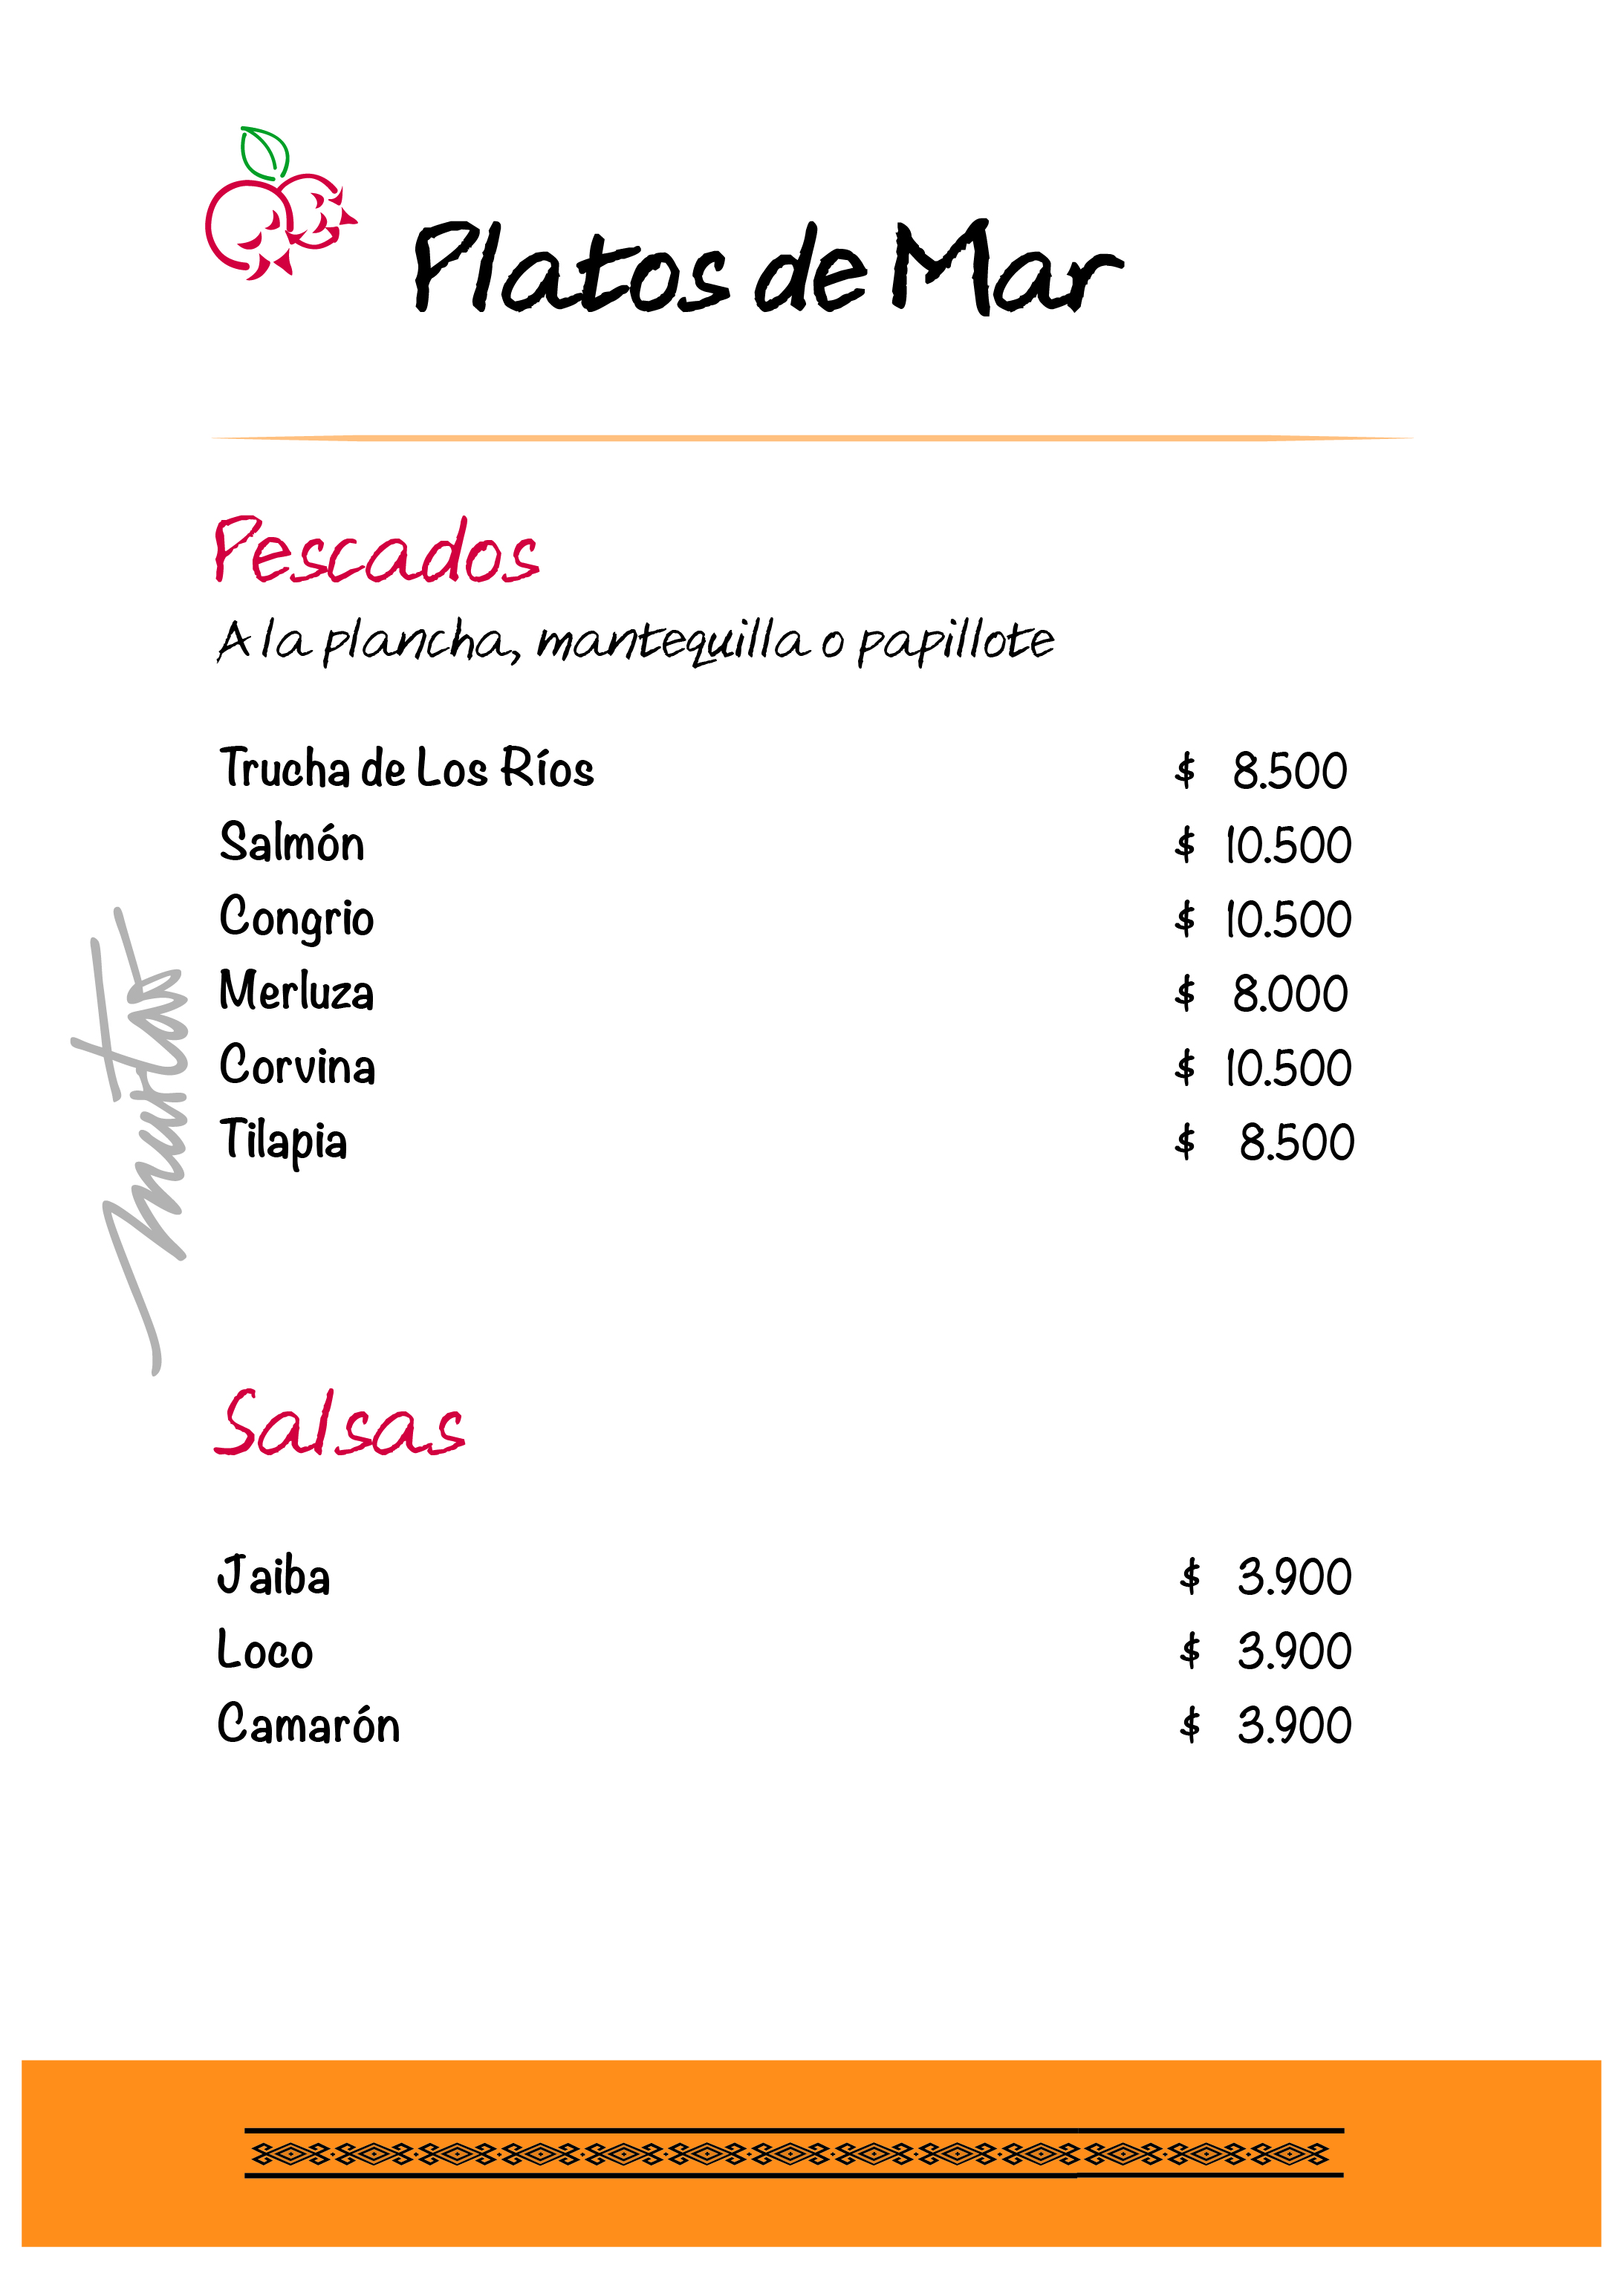 Platos de Mar
Pescados
A la plancha, mantequilla o papillote
Trucha de Los Ríos $ 8.500
Salmón $ 10.500
Congrio $ 10.500
Merluza $ 8.000
Corvina $ 10.500
Tilapia $ 8.500
murtas
Salsas
Jaiba $ 3.900
Loco $ 3.900
Camarón $ 3.900